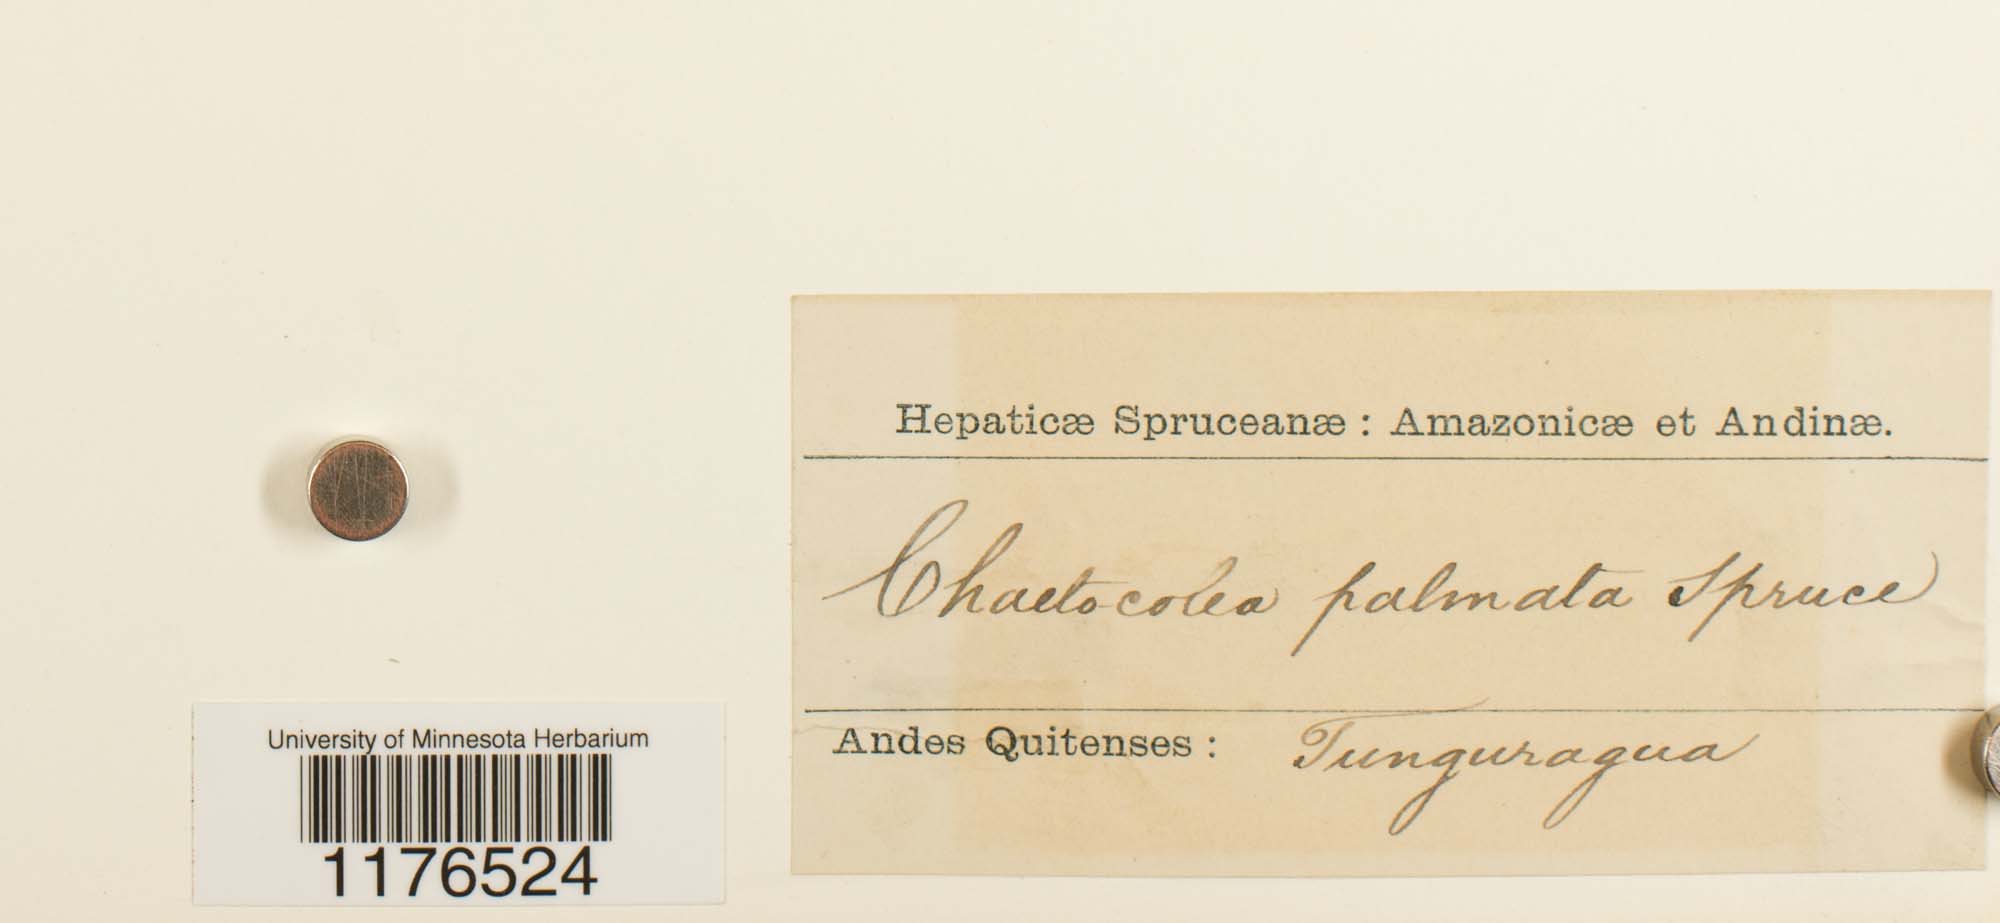 Hepaticæ Spruceanæ : Amazonicæ et Andinæ.
Chaetocolea palmata Spruce
Andes Quitenses : Tunguragua
University of Minnesota Herbarium
1176524